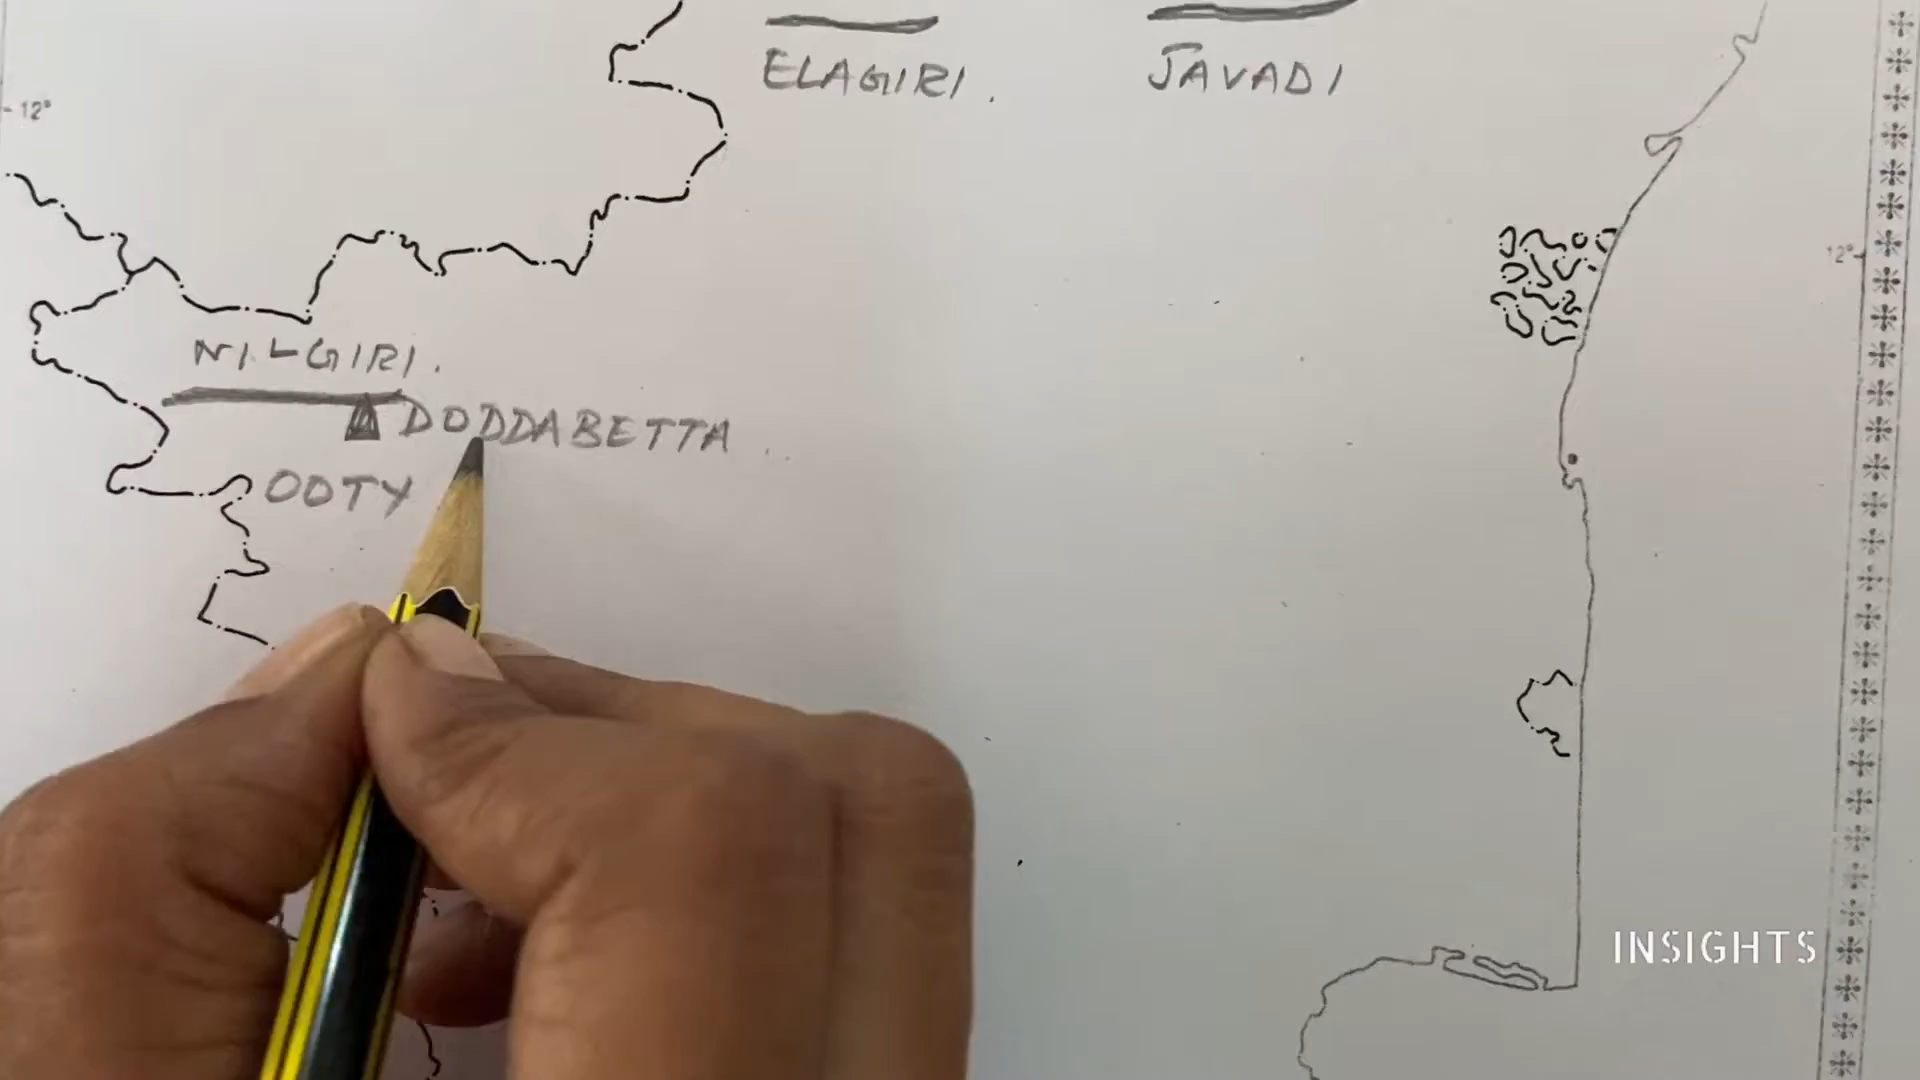 ELAGIRI.
JAVADI
12°
12°
NILGIRI.
DODDABETTA
OOTY
INSIGHTS